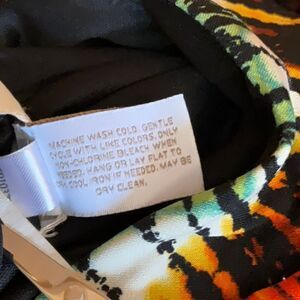 MACHINE WASH COLD, GENTLE
CYCLE WITH LIKE COLORS. ONLY
NON-CHLORINE BLEACH WHEN
NEEDED. HANG OR LAY FLAT TO
DRY. COOL IRON IF NEEDED. MAY BE
DRY CLEAN.